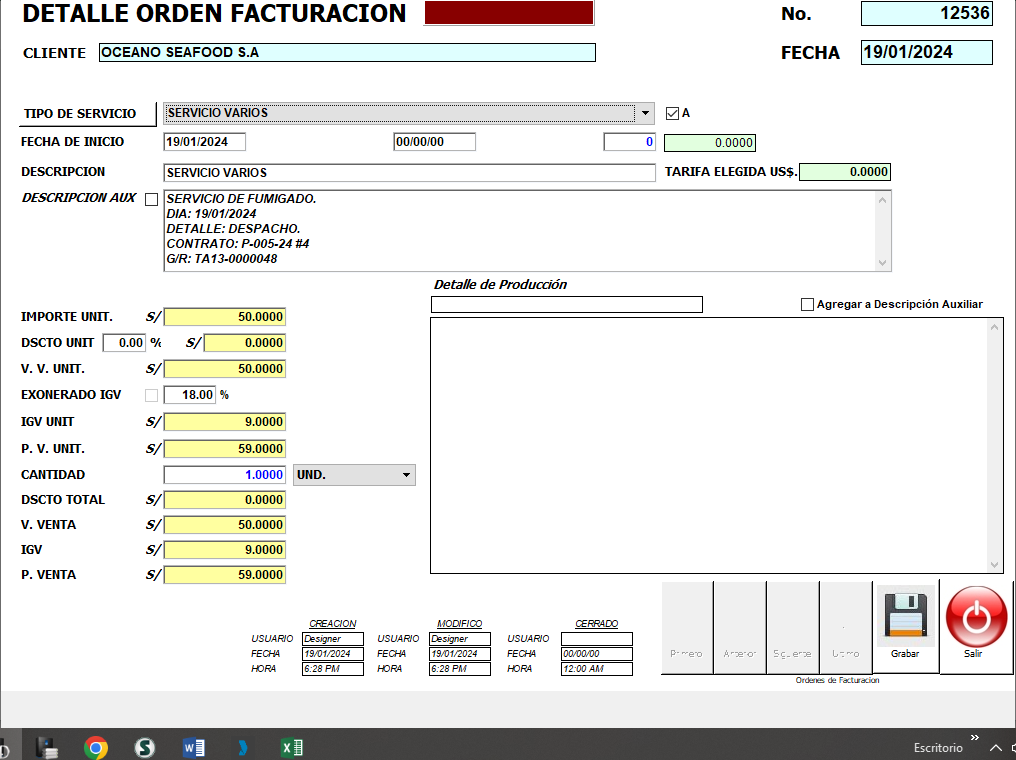 DETALLE ORDEN FACTURACION
No. 12536
CLIENTE OCEANO SEAFOOD S.A
FECHA 19/01/2024
TIPO DE SERVICIO SERVICIO VARIOS A
FECHA DE INICIO 19/01/2024 00/00/00 0 0.0000
DESCRIPCION SERVICIO VARIOS TARIFA ELEGIDA US$. 0.0000
DESCRIPCION AUX
SERVICIO DE FUMIGADO.
DIA: 19/01/2024
DETALLE: DESPACHO.
CONTRATO: P-005-24 #4
G/R: TA13-0000048
Detalle de Producción
Agregar a Descripción Auxiliar
IMPORTE UNIT. S/ 50.0000
DSCTO UNIT 0.00 % S/ 0.0000
V. V. UNIT. S/ 50.0000
EXONERADO IGV 18.00 %
IGV UNIT S/ 9.0000
P. V. UNIT. S/ 59.0000
CANTIDAD 1.0000 UND.
DSCTO TOTAL S/ 0.0000
V. VENTA S/ 50.0000
IGV S/ 9.0000
P. VENTA S/ 59.0000
CREACION MODIFICO CERRADO
USUARIO Designer USUARIO Designer USUARIO
FECHA 19/01/2024 FECHA 19/01/2024 FECHA 00/00/00
HORA 6:28 PM HORA 6:28 PM HORA 12:00 AM
Primero Anterior Siguiente Ultimo Grabar Salir
Ordenes de Facturacion
Escritorio